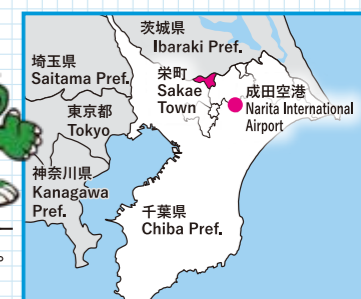 茨城県
Ibaraki Pref.
埼玉県
Saitama Pref.
栄町
Sakae
Town
成田空港
Narita International
Airport
東京都
Tokyo
神奈川県
Kanagawa
Pref.
千葉県
Chiba Pref.
。